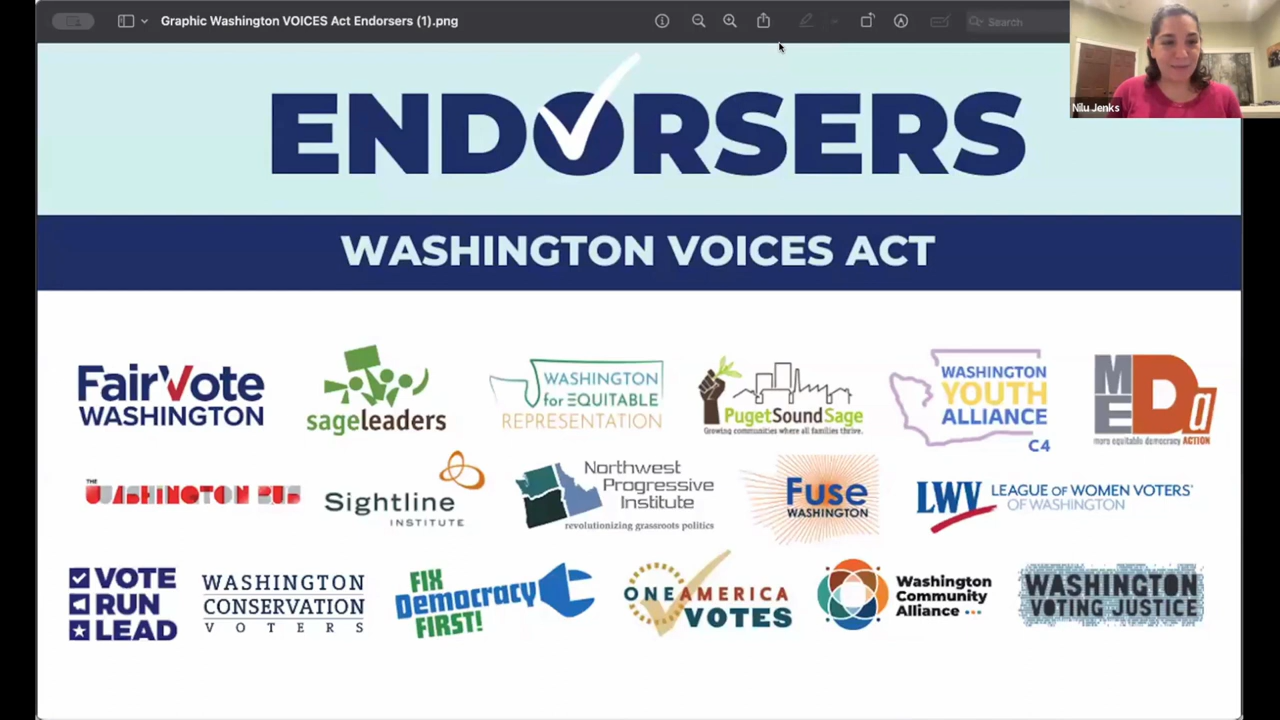 Graphic Washington VOICES Act Endorsers (1).png
Search
Nilu Jenks
ENDORSERS
WASHINGTON VOICES ACT
FairVote
WASHINGTON
sageleaders
WASHINGTON
for EQUITABLE
REPRESENTATION
PugetSoundSage
Growing communities where all families thrive.
WASHINGTON
YOUTH
ALLIANCE
C4
MEDa
more equitable democracy ACTION
THE
WASHINGTON BUS
Sightline
INSTITUTE
Northwest
Progressive
Institute
revolutionizing grassroots politics
Fuse
WASHINGTON
LWV LEAGUE OF WOMEN VOTERS®
OF WASHINGTON
VOTE
RUN
LEAD
WASHINGTON
CONSERVATION
VOTERS
FIX
Democracy
FIRST!
ONEAMERICA
VOTES
Washington
Community
Alliance
WASHINGTON
VOTING JUSTICE